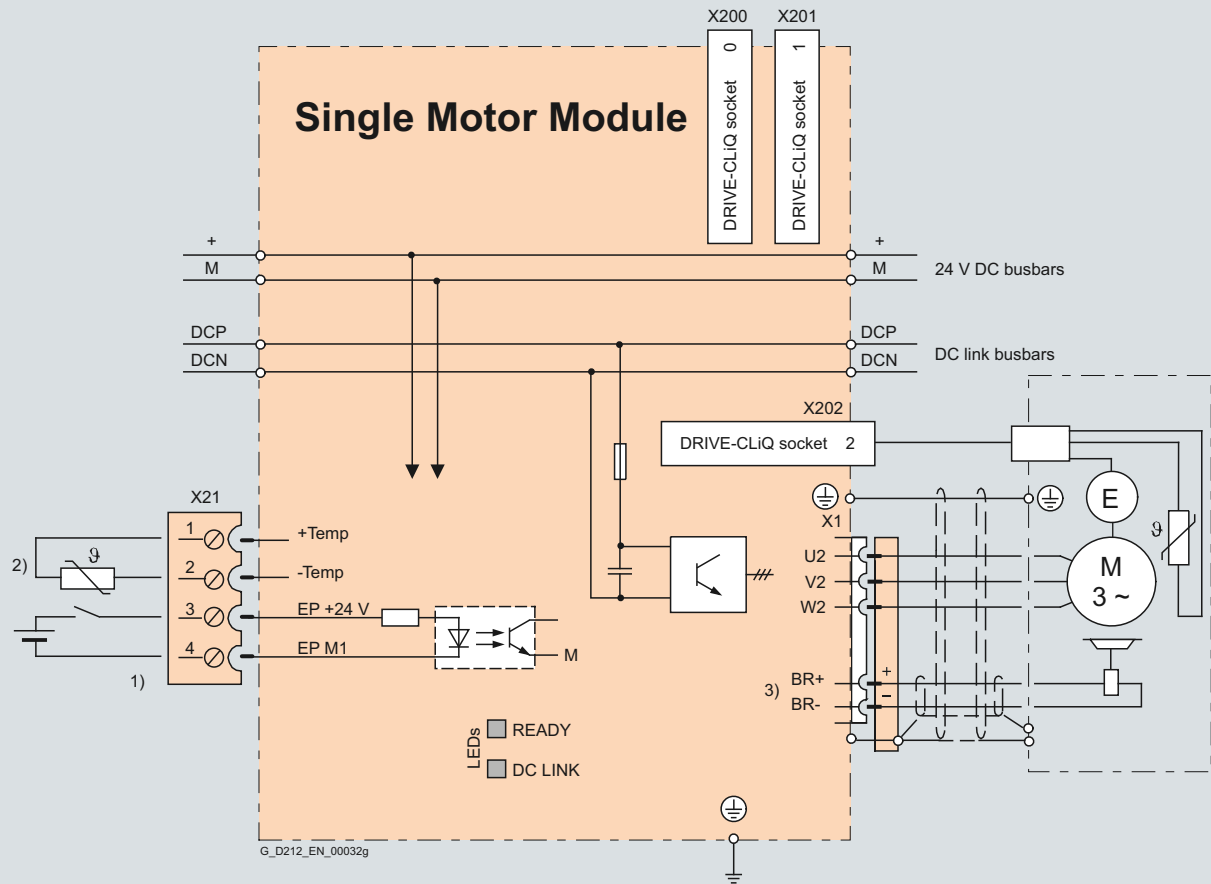 X200 X201
DRIVE-CLiQ socket 0
DRIVE-CLiQ socket 1
Single Motor Module
+ +
M M 24 V DC busbars
DCP DCP
DCN DCN DC link busbars
X202
DRIVE-CLiQ socket 2
X21
X1
1 +Temp
2) ϑ
2 -Temp
3 EP +24 V
4 EP M1
1)
M
E
ϑ
M
3 ~
U2
V2
W2
3) BR+ +
BR- –
LEDs
READY
DC LINK
G_D212_EN_00032g